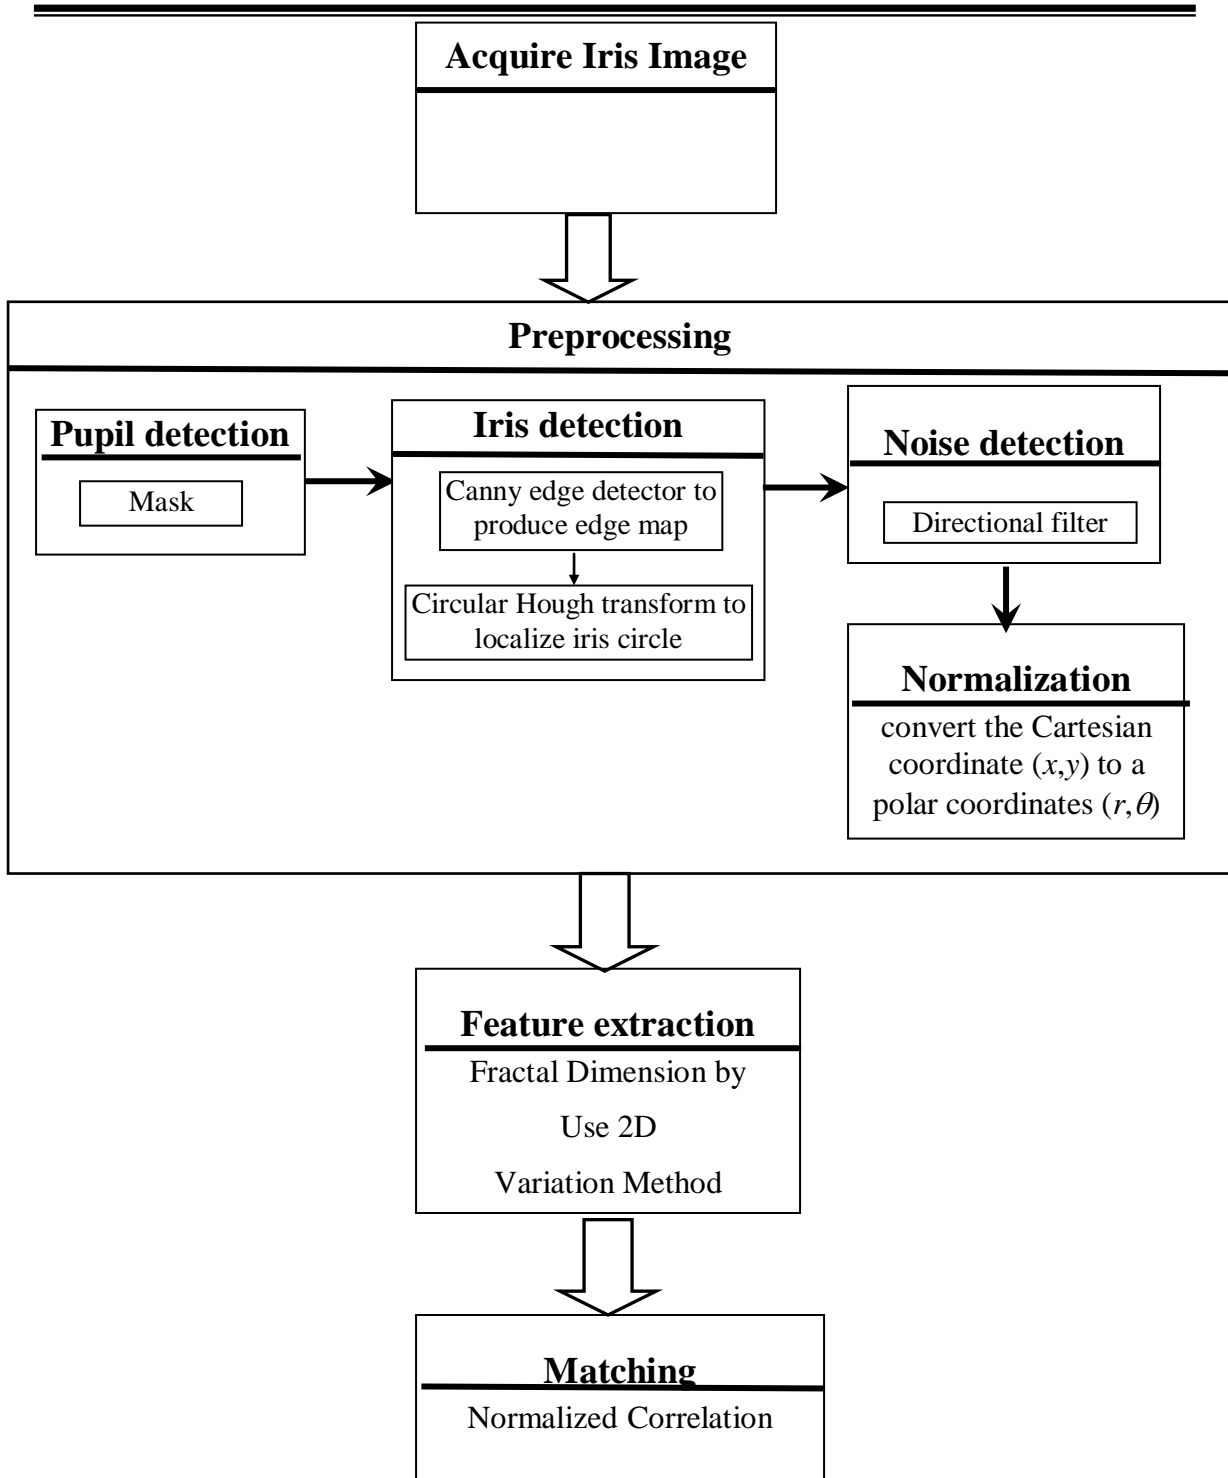 Acquire Iris Image
Preprocessing
Pupil detection
Mask
Iris detection
Canny edge detector to
produce edge map
Circular Hough transform to
localize iris circle
Noise detection
Directional filter
Normalization
convert the Cartesian
coordinate (x,y) to a
polar coordinates (r,θ)
Feature extraction
Fractal Dimension by
Use 2D
Variation Method
Matching
Normalized Correlation